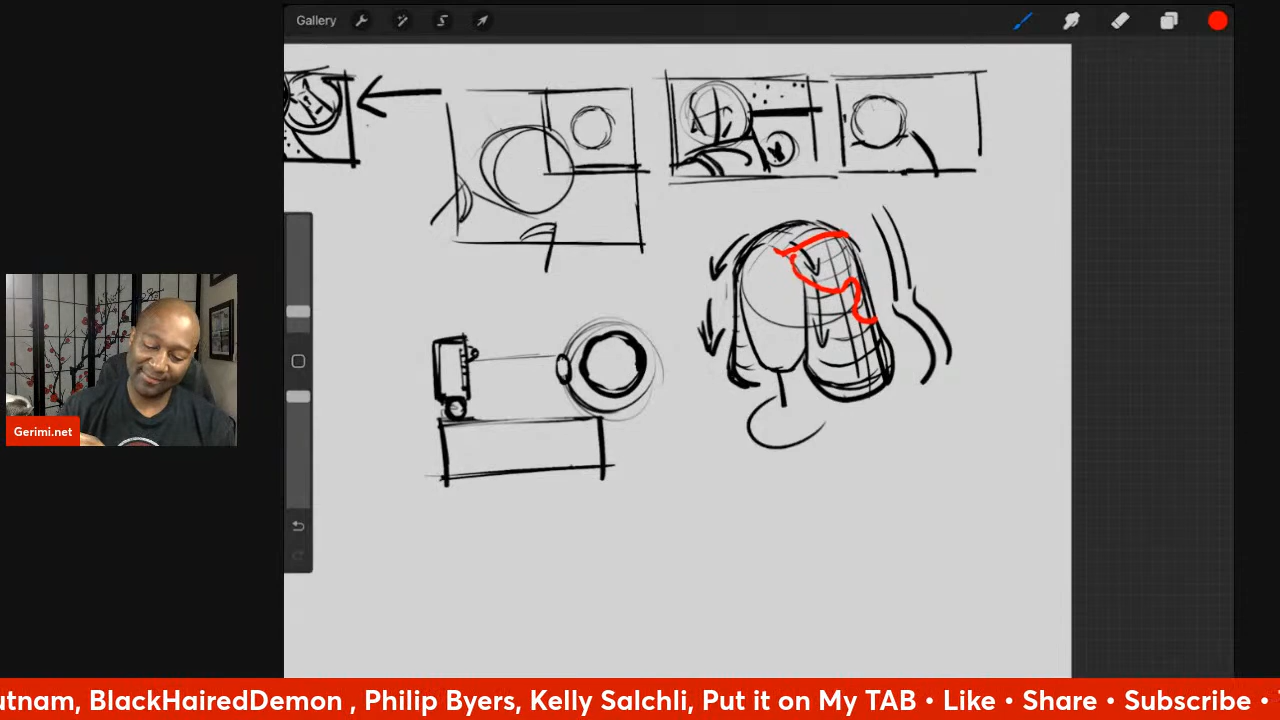 Gallery
Gerimi.net
utnam, BlackHairedDemon , Philip Byers, Kelly Salchli, Put it on My TAB • Like • Share • Subscribe •